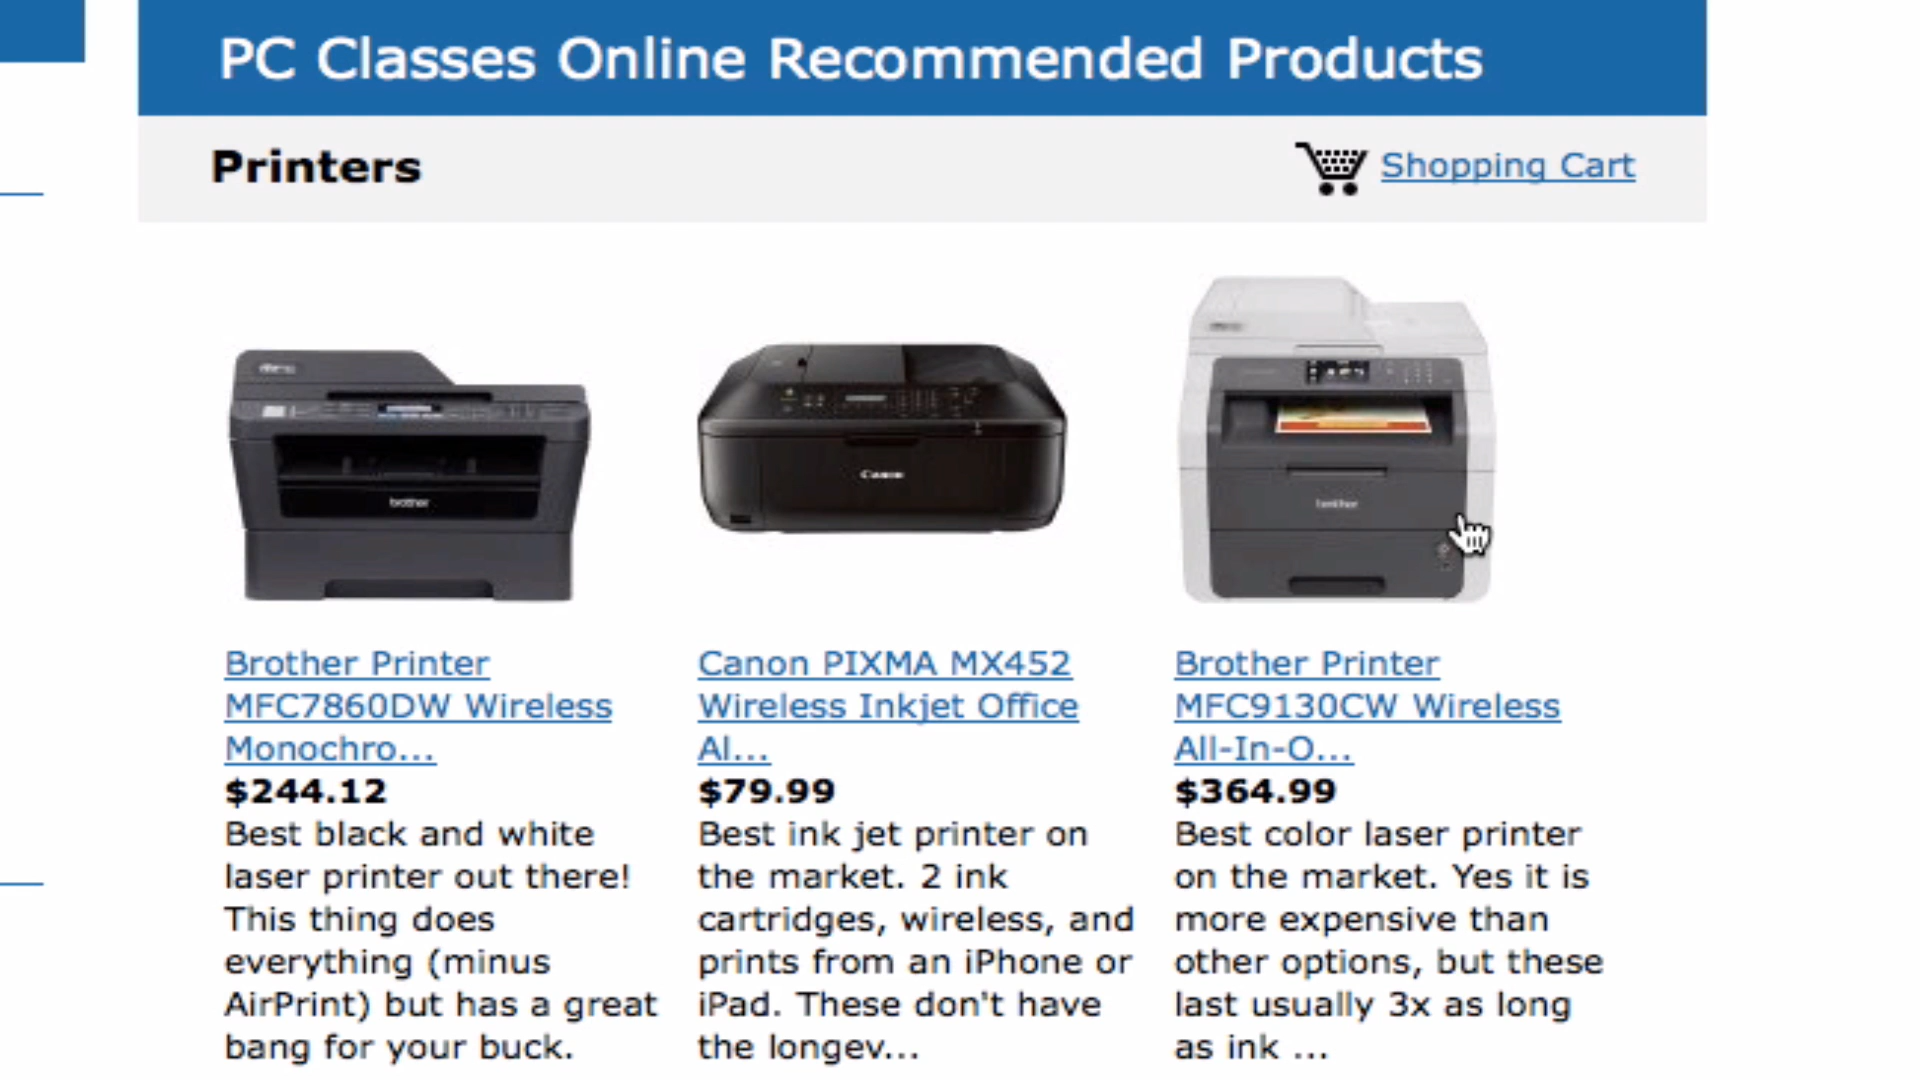 PC Classes Online Recommended Products
Printers
Shopping Cart
brother
Canon
brother
Brother Printer
MFC7860DW Wireless
Monochro...
$244.12
Best black and white
laser printer out there!
This thing does
everything (minus
AirPrint) but has a great
bang for your buck.
Canon PIXMA MX452
Wireless Inkjet Office
Al...
$79.99
Best ink jet printer on
the market. 2 ink
cartridges, wireless, and
prints from an iPhone or
iPad. These don't have
the longev...
Brother Printer
MFC9130CW Wireless
All-In-O...
$364.99
Best color laser printer
on the market. Yes it is
more expensive than
other options, but these
last usually 3x as long
as ink ...